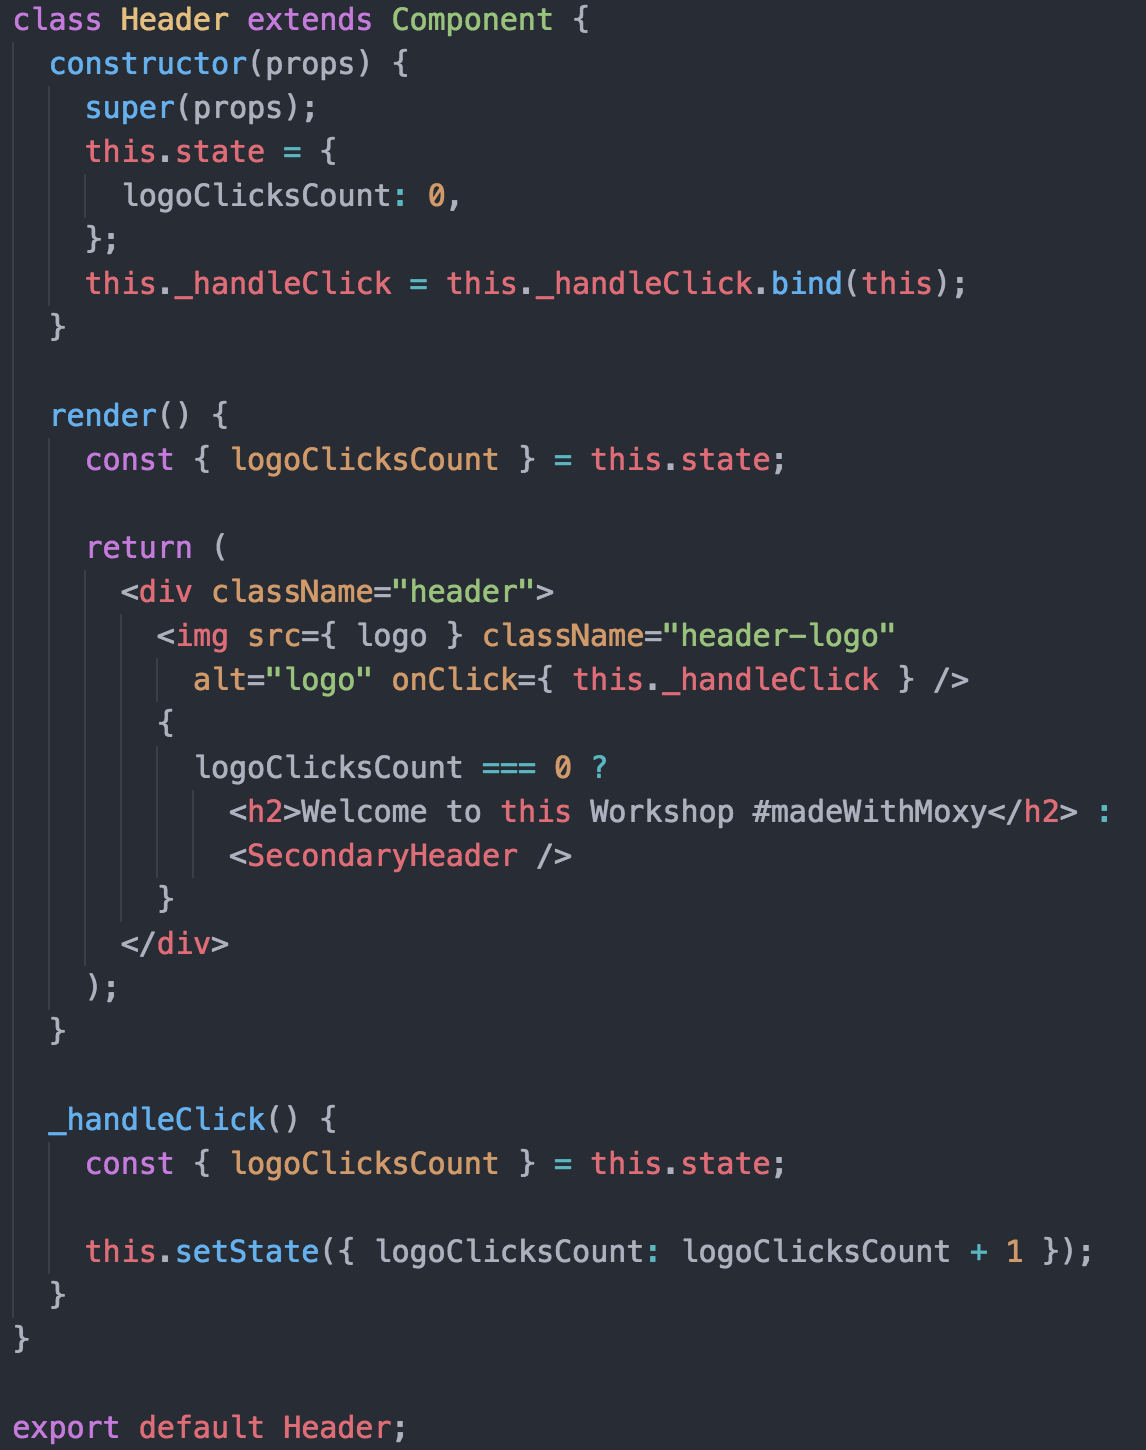 class Header extends Component {
  constructor(props) {
    super(props);
    this.state = {
      logoClicksCount: 0,
    };
    this._handleClick = this._handleClick.bind(this);
  }

  render() {
    const { logoClicksCount } = this.state;

    return (
      <div className="header">
        <img src={ logo } className="header-logo"
          alt="logo" onClick={ this._handleClick } />
        {
          logoClicksCount === 0 ?
            <h2>Welcome to this Workshop #madeWithMoxy</h2> :
            <SecondaryHeader />
        }
      </div>
    );
  }

  _handleClick() {
    const { logoClicksCount } = this.state;

    this.setState({ logoClicksCount: logoClicksCount + 1 });
  }
}

export default Header;